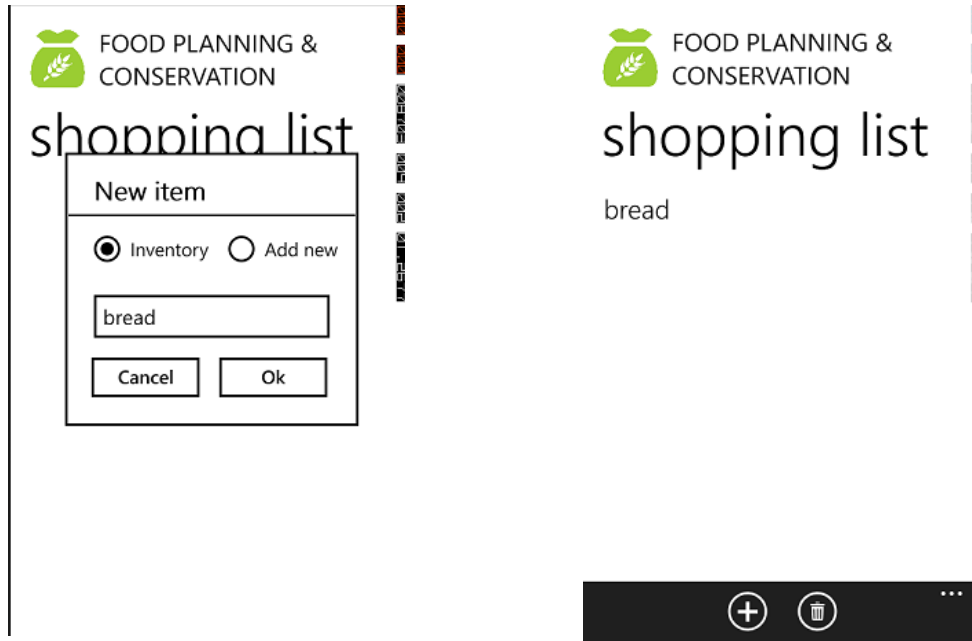 FOOD PLANNING &
CONSERVATION
shopping list
New item
Inventory
Add new
bread
Cancel
Ok
FOOD PLANNING &
CONSERVATION
shopping list
bread